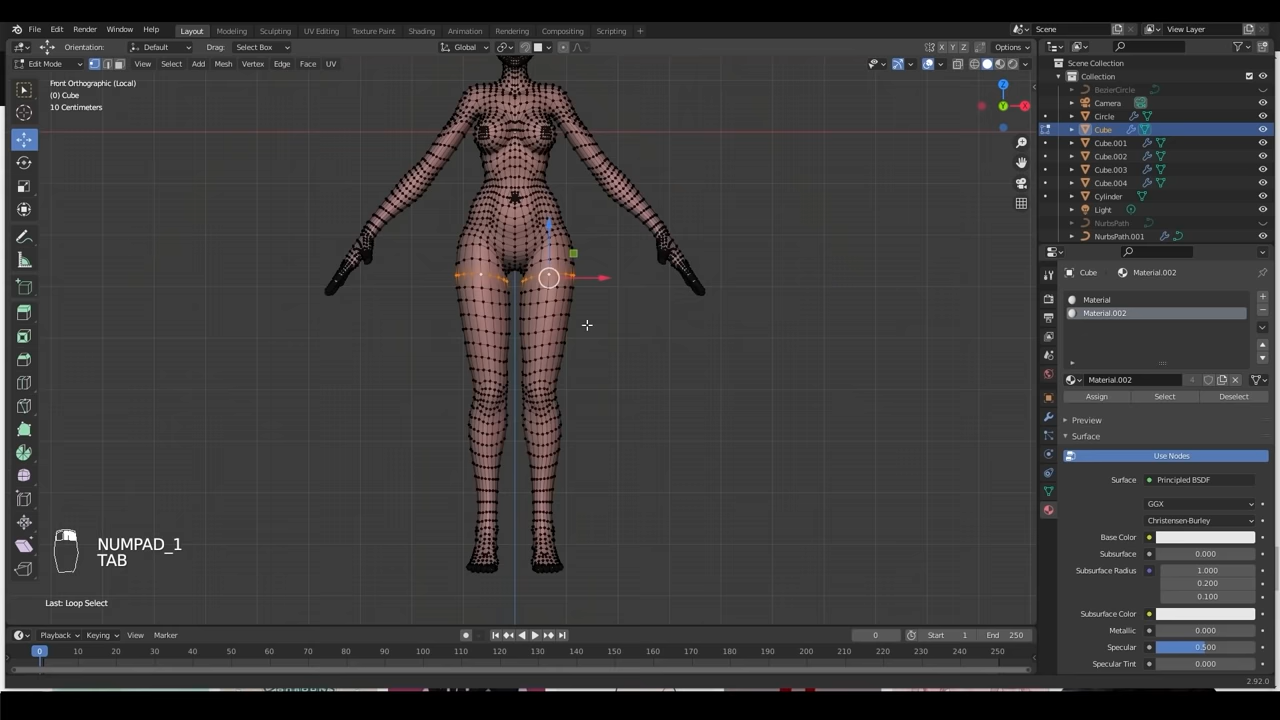 File Edit Render Window Help Layout Modeling Sculpting UV Editing Texture Paint Shading Animation Rendering Compositing Scripting + Scene View Layer
Orientation: Default Drag: Select Box Global X Y Z Options
Edit Mode View Select Add Mesh Vertex Edge Face UV
Front Orthographic (Local)
(0) Cube
10 Centimeters
Z
Y
X
NUMPAD_1
TAB
Last: Loop Select
Scene Collection
Collection
BezierCircle
Camera
Circle
Cube
Cube.001
Cube.002
Cube.003
Cube.004
Cylinder
Light
NurbsPath
NurbsPath.001
Cube Material.002
Material
Material.002
Material.002 4
Assign Select Deselect
Preview
Surface
Use Nodes
Surface Principled BSDF
GGX
Christensen-Burley
Base Color
Subsurface 0.000
Subsurface Radius 1.000
0.200
0.100
Subsurface Color
Metallic 0.000
Specular 0.500
Specular Tint 0.000
Playback Keying View Marker 0 Start 1 End 250
0 10 20 30 40 50 60 70 80 90 100 110 120 130 140 150 160 170 180 190 200 210 220 230 240 250
2.92.0